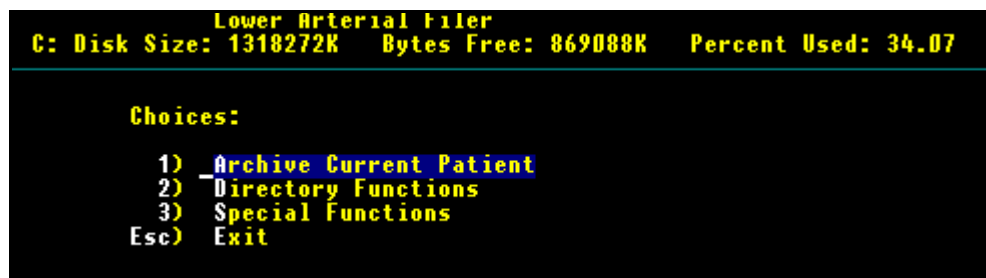 Lower Arterial Filer
C: Disk Size: 1318272K Bytes Free: 869088K Percent Used: 34.07
Choices:
1) Archive Current Patient
2) Directory Functions
3) Special Functions
Esc) Exit